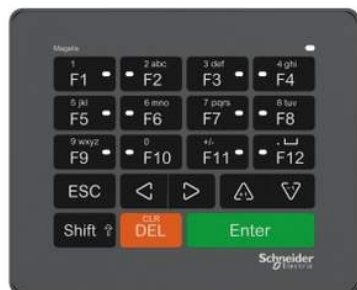 Magelis
1 2 abc 3 def 4 ghi
F1 F2 F3 F4
5 jkl 6 mno 7 pqrs 8 tuv
F5 F6 F7 F8
9 wxyz 0 +/- .
F9 F10 F11 F12
ESC
CLR
Shift DEL Enter
Schneider
Electric